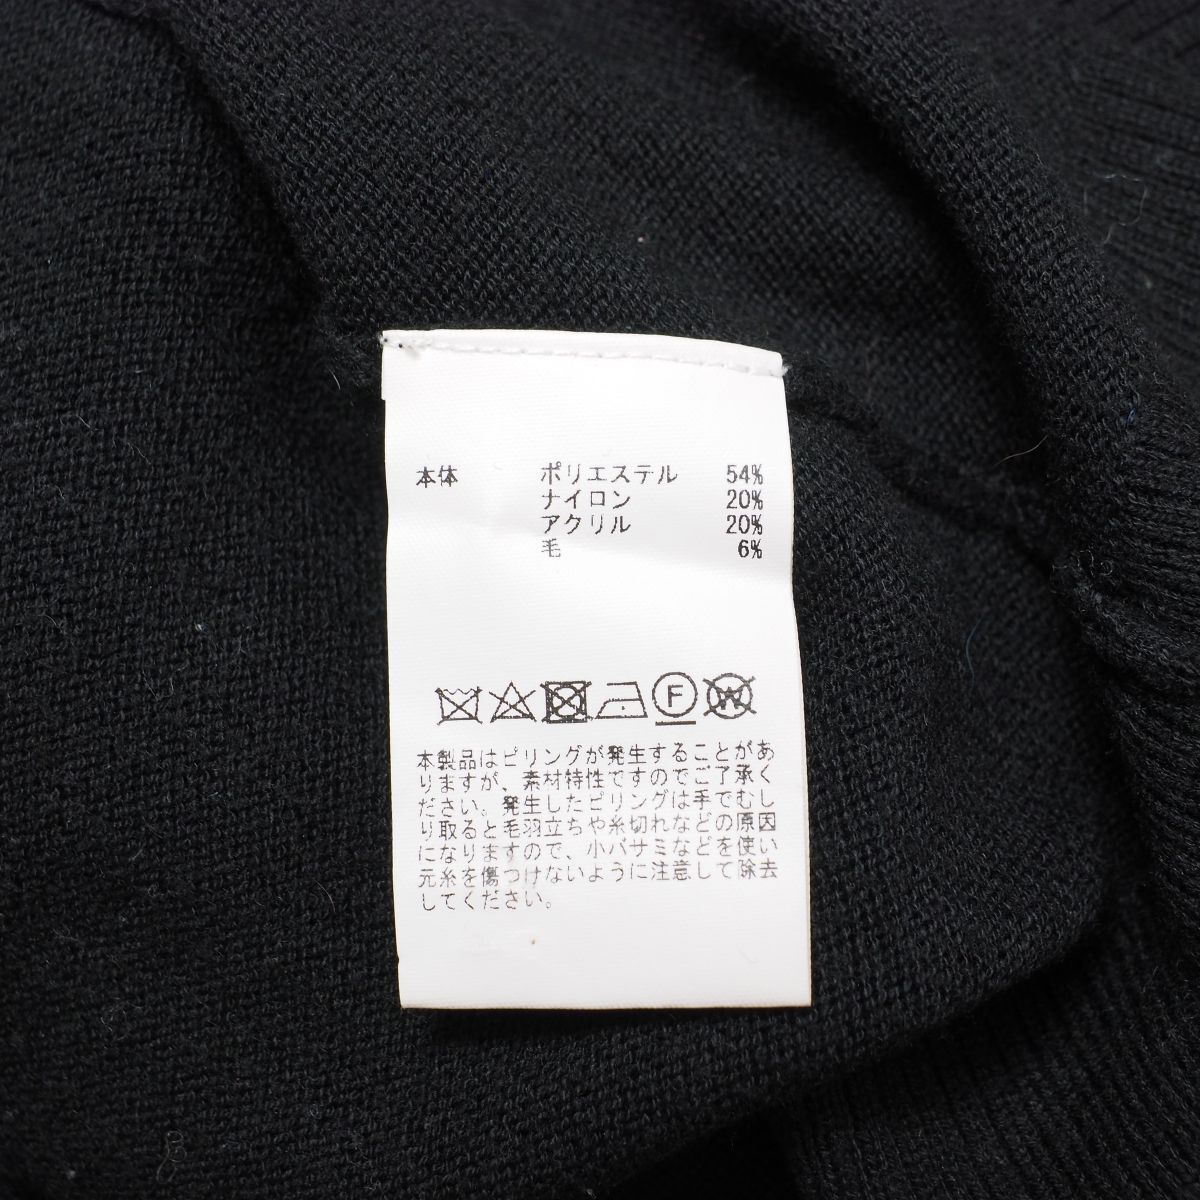 本体 ポリエステル 54%
ナイロン 20%
アクリル 20%
毛 6%
F W
本製品はピリングが発生することがあ
りますが、素材特性ですのでご了承く
ださい。発生したピリングは手でむし
り取ると毛羽立ちや糸切れなどの原因
になりますので、小バサミなどを使い
元糸を傷つけないように注意して除去
してください。